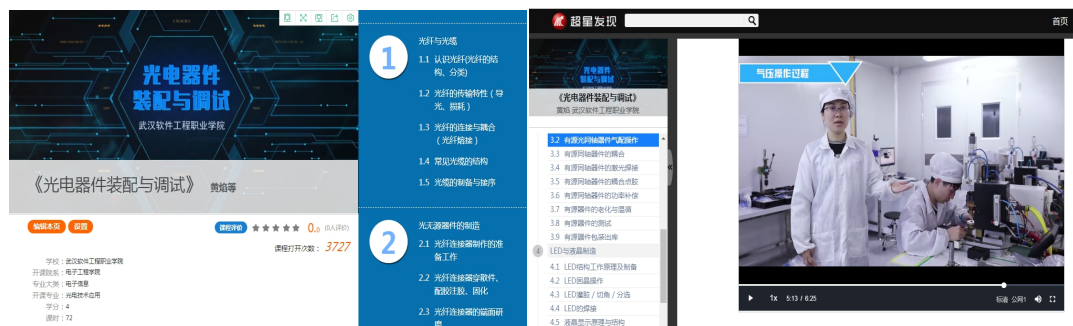 光电器件
装配与调试
武汉软件工程职业学院
《光电器件装配与调试》 黄焰等
编辑本页 设置
课程评价 0.0 (0人评价)
课程打开次数：3727
学校：武汉软件工程职业学院
开课院系：电子工程学院
专业大类：电子信息
开课专业：光电技术应用
学分：4
课时：72
1
光纤与光缆
1.1 认识光纤(光纤的结
构、分类)
1.2 光纤的传输特性（导
光、损耗）
1.3 光纤的连接与耦合
（光纤熔接）
1.4 常见光缆的结构
1.5 光缆的制备与接序
2
光无源器件的制造
2.1 光纤连接器制作的准
备工作
2.2 光纤连接器穿散件、
配胶注胶、固化
2.3 光纤连接器的端面研
磨
超星发现
首页
光电器件
装配与调试
《光电器件装配与调试》
黄焰 武汉软件工程职业学院
3.2 有源光同轴器件气配操作
3.3 有源同轴器件的耦合
3.4 有源同轴器件的激光焊接
3.5 有源同轴器件的耦合点胶
3.6 有源同轴器件的功率补偿
3.7 有源器件的老化与温循
3.8 有源器件的测试
3.9 有源器件包装出库
4 LED与液晶制造
4.1 LED结构工作原理及制备
4.2 LED固晶操作
4.3 LED灌胶 / 切角 / 分选
4.4 LED的焊接
4.5 液晶显示原理与结构
气压操作过程
1x 5:13 / 6:25
标清 公网1